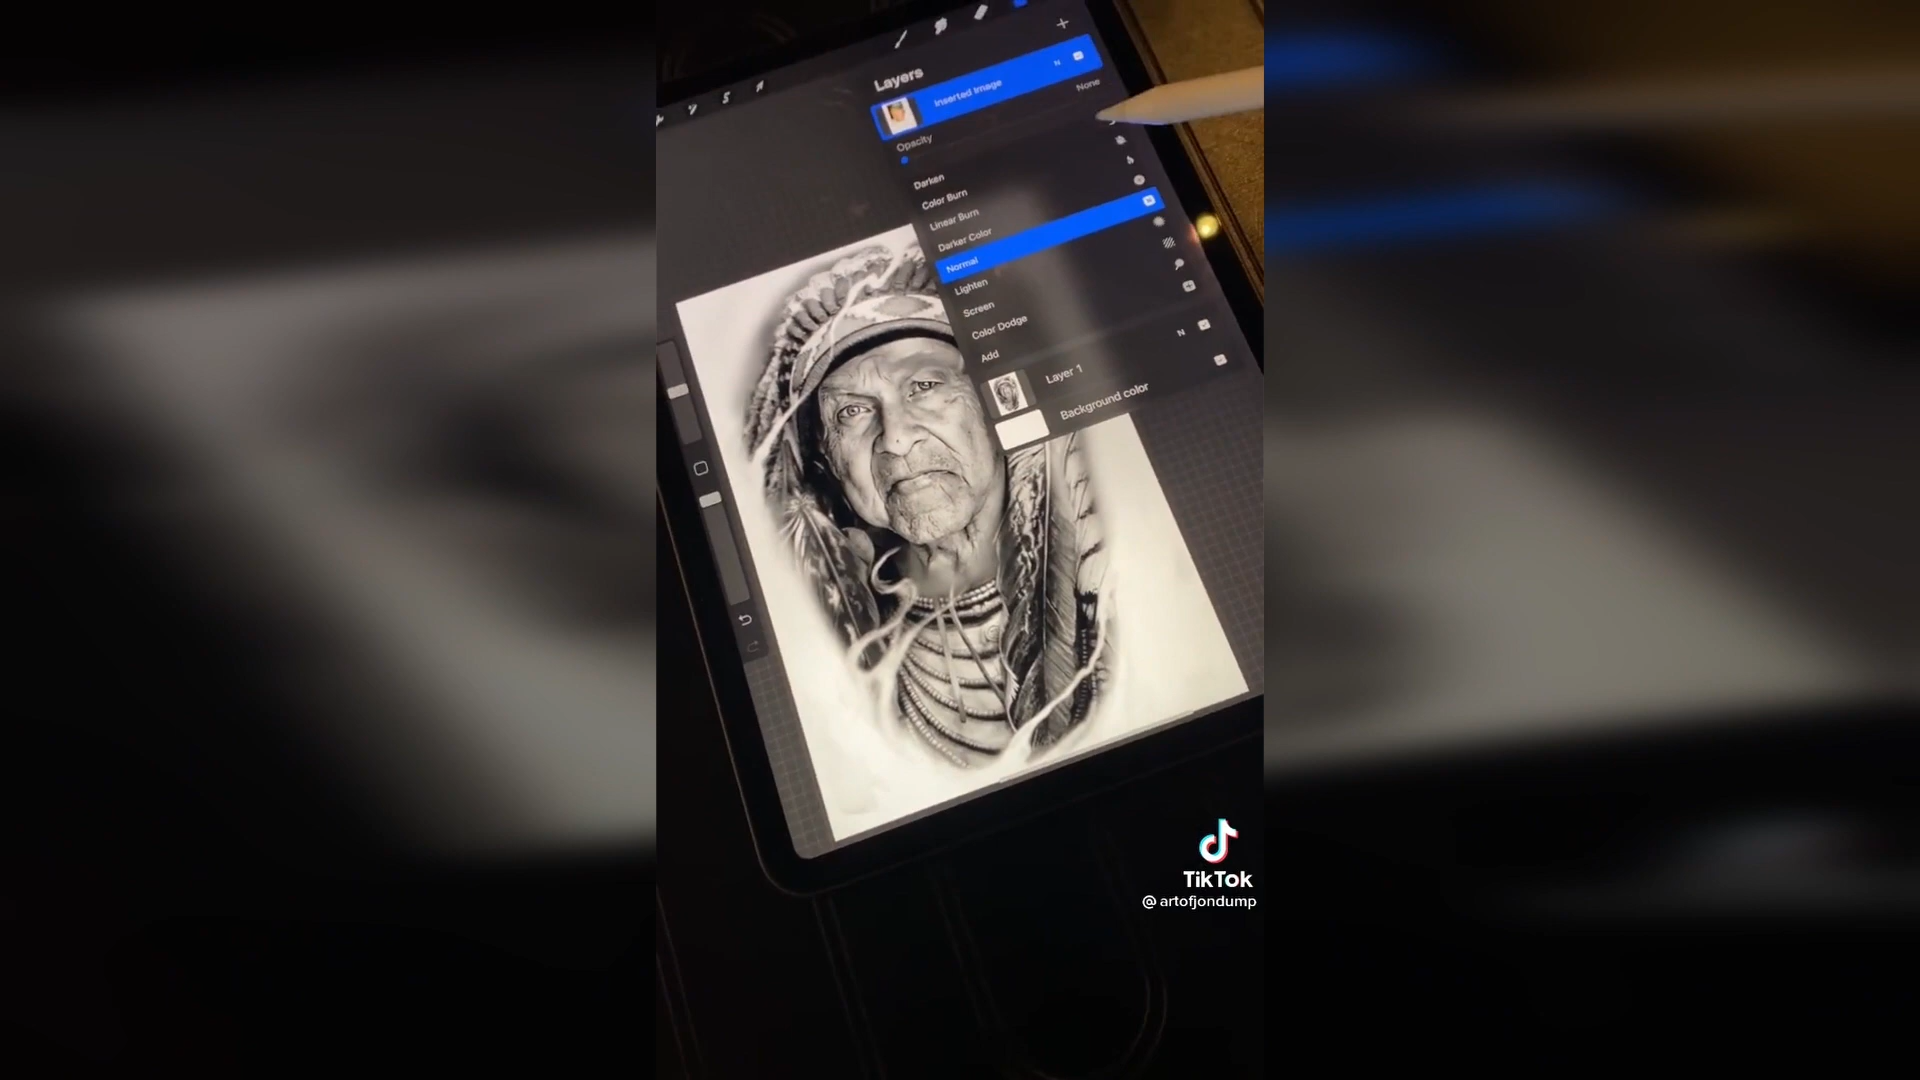 Layers
Inserted Image
N
None
Opacity
Darken
Color Burn
Linear Burn
Darker Color
Normal
N
Lighten
Screen
Color Dodge
Add
Layer 1
N
Background color
TikTok
@artofjondump